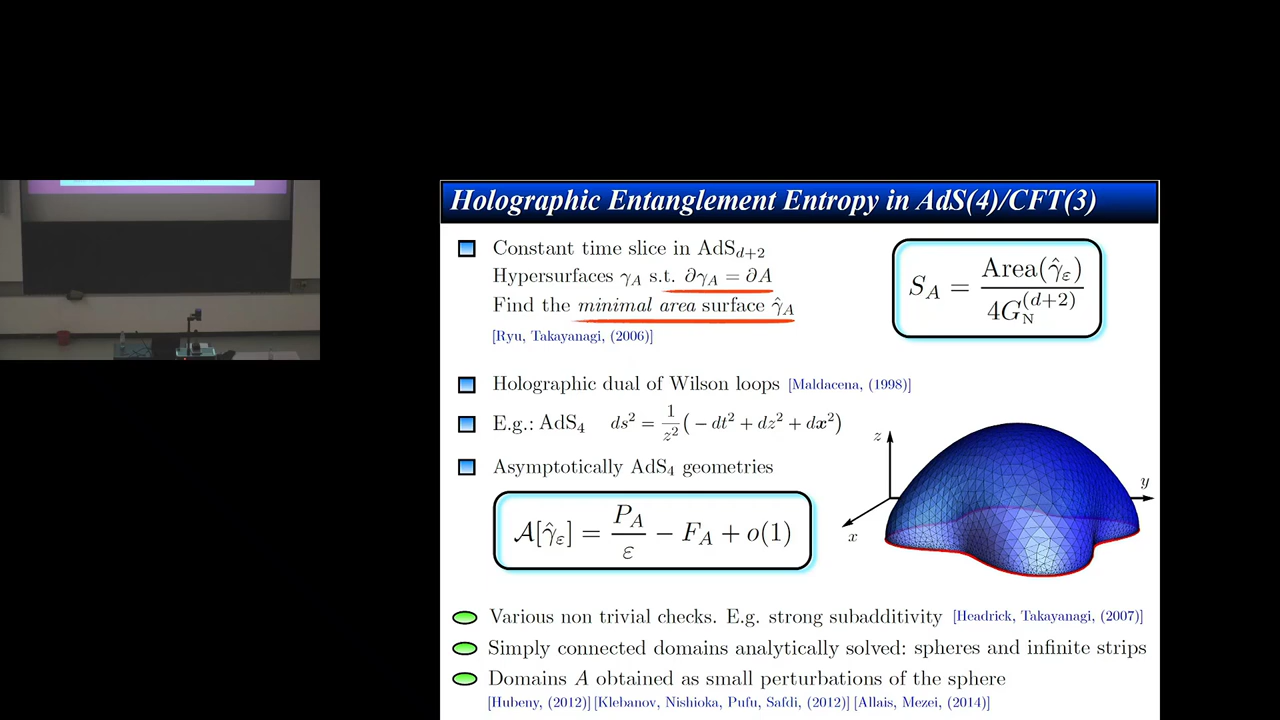 Holographic Entanglement Entropy in AdS(4)/CFT(3)
Constant time slice in AdS_{d+2}
Hypersurfaces γ_A s.t. ∂γ_A = ∂A
Find the minimal area surface γ̂_A
[Ryu, Takayanagi, (2006)]
S_A = Area(γ̂_ε) / 4G_N^{(d+2)}
Holographic dual of Wilson loops [Maldacena, (1998)]
E.g.: AdS_4 ds² = 1/z² ( − dt² + dz² + dx²)
Asymptotically AdS_4 geometries
A[γ̂_ε] = P_A/ε − F_A + o(1)
z
y
x
Various non trivial checks. E.g. strong subadditivity [Headrick, Takayanagi, (2007)]
Simply connected domains analytically solved: spheres and infinite strips
Domains A obtained as small perturbations of the sphere
[Hubeny, (2012)] [Klebanov, Nishioka, Pufu, Safdi, (2012)] [Allais, Mezei, (2014)]